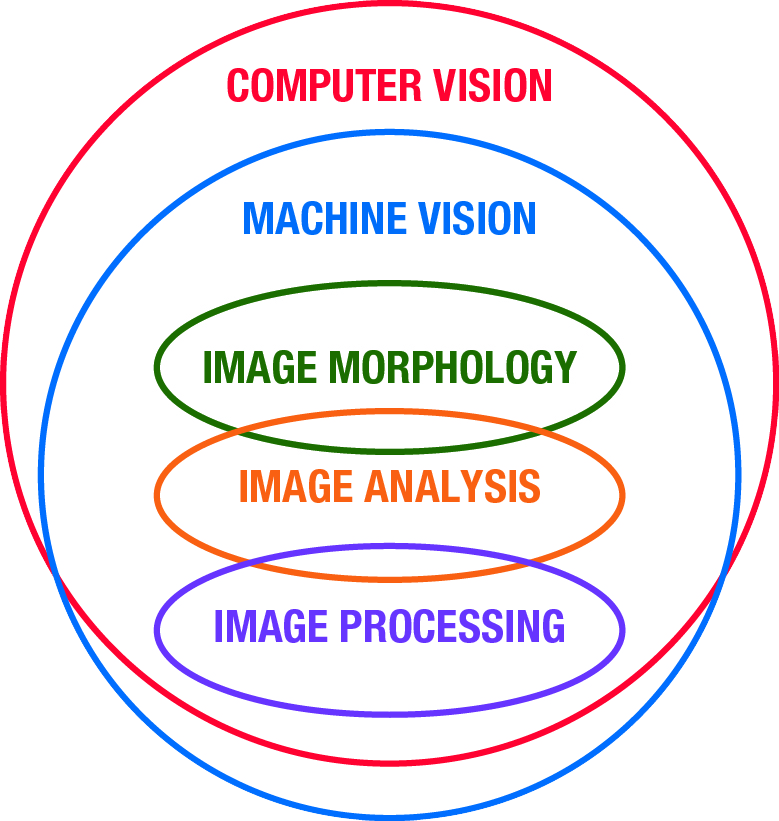 COMPUTER VISION
MACHINE VISION
IMAGE MORPHOLOGY
IMAGE ANALYSIS
IMAGE PROCESSING